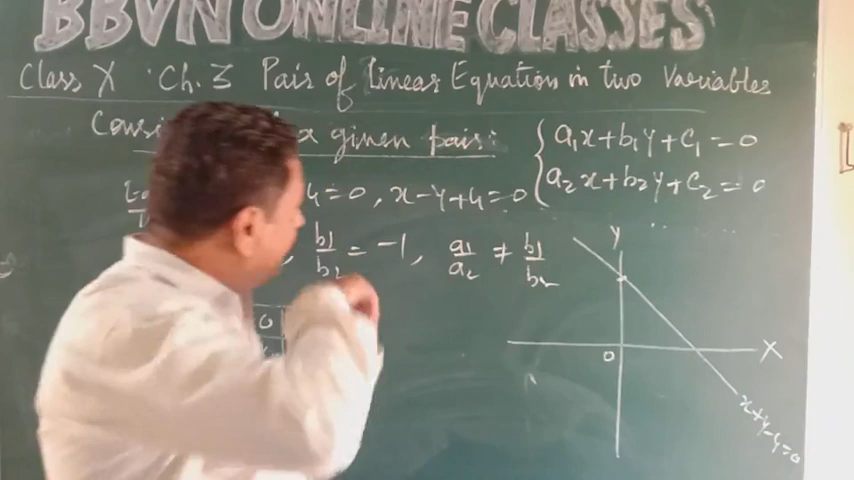 BBVN ONLINE CLASSES
Class X Ch. 3 Pair of linear Equation in two Variables
a given pair:
{ a₁x+b₁y+c₁=0
a₂x+b₂y+c₂=0
4=0, x-y+4=0
, b₁/b₂ = -1, a₁/a₂ ≠ b₁/b₂
0
Y
0
X
x+y-4=0